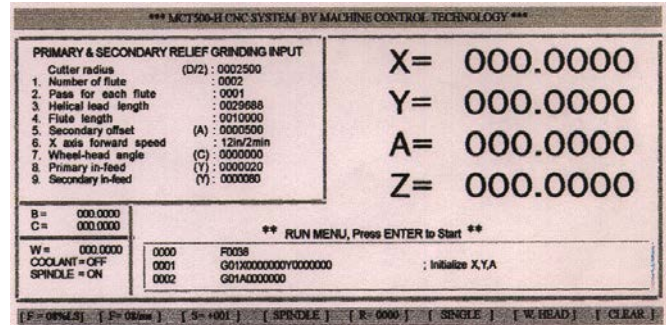 *** MCT500-H CNC SYSTEM BY MACHINE CONTROL TECHNOLOGY ***
PRIMARY & SECONDARY RELIEF GRINDING INPUT
Cutter radius (D/2) : 0002500
1. Number of flute : 0002
2. Pass for each flute : 0001
3. Helical lead length : 0029688
4. Flute length : 0010000
5. Secondary offset (A) : 0000500
6. X axis forward speed : 12in/2min
7. Wheel-head angle (C) : 0000000
8. Primary in-feed (Y) : 0000020
9. Secondary in-feed (Y) : 0000080
X= 000.0000
Y= 000.0000
A= 000.0000
Z= 000.0000
B = 000.0000
C = 000.0000
W = 000.0000
COOLANT = OFF
SPINDLE = ON
** RUN MENU, Press ENTER to Start **
0000 F0038
0001 G01X0000000Y0000000 ; Initialize X,Y,A
0002 G01A0000000
[ S= +001 ] [ SPINDLE ] [ R= 0000 ] [ SINGLE ] [ W. HEAD ] [ CLEAR ]